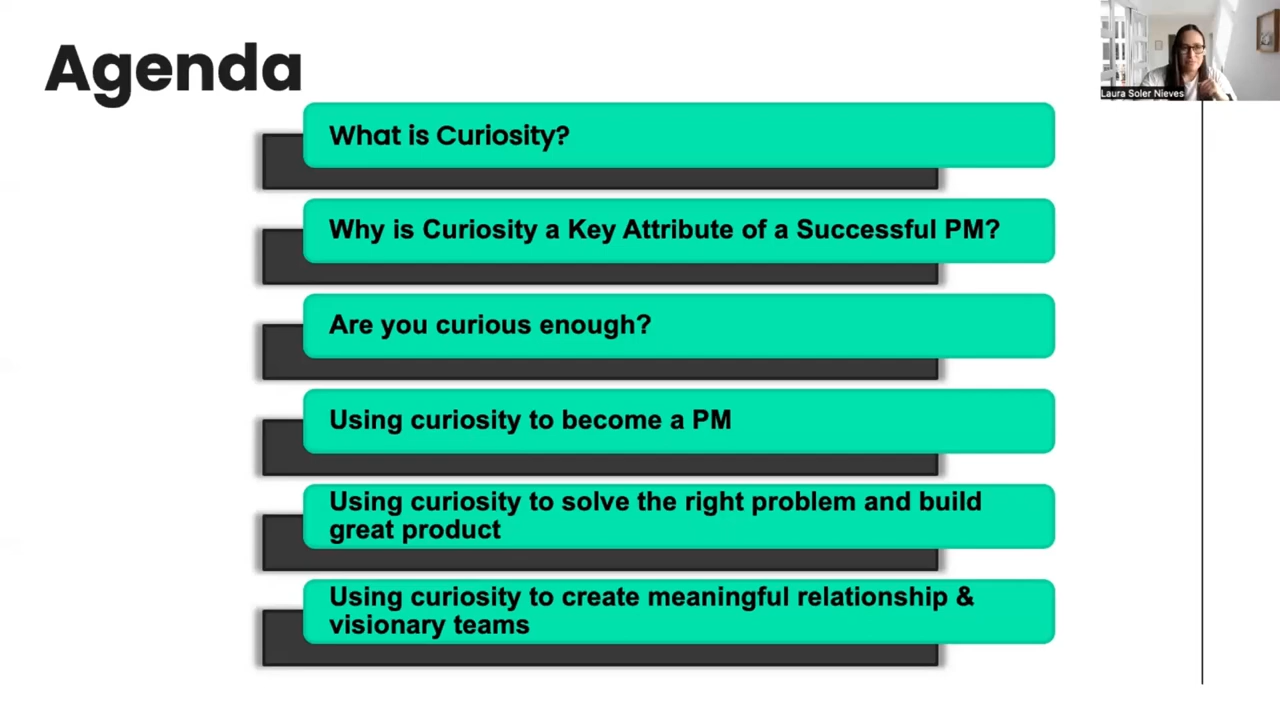 Agenda
Laura Soler Nieves
What is Curiosity?
Why is Curiosity a Key Attribute of a Successful PM?
Are you curious enough?
Using curiosity to become a PM
Using curiosity to solve the right problem and build
great product
Using curiosity to create meaningful relationship &
visionary teams